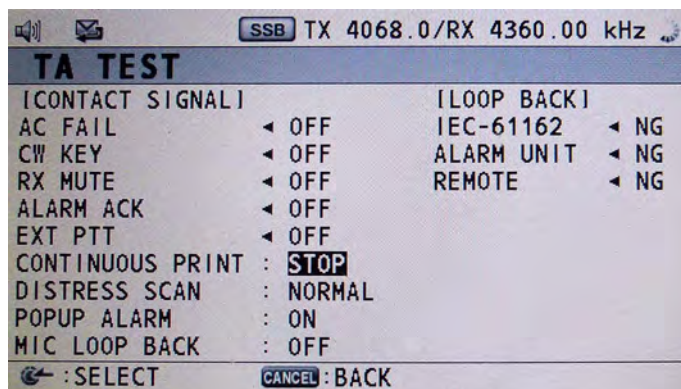 SSB TX 4068.0/RX 4360.00 kHz
TA TEST
[CONTACT SIGNAL] [LOOP BACK]
AC FAIL ◄ OFF IEC-61162 ◄ NG
CW KEY ◄ OFF ALARM UNIT ◄ NG
RX MUTE ◄ OFF REMOTE ◄ NG
ALARM ACK ◄ OFF
EXT PTT ◄ OFF
CONTINUOUS PRINT : STOP
DISTRESS SCAN : NORMAL
POPUP ALARM : ON
MIC LOOP BACK : OFF
:SELECT CANCEL:BACK